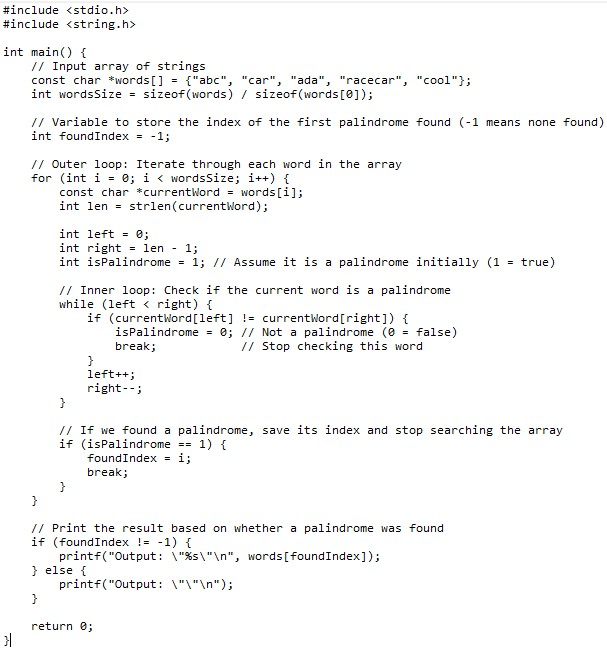 #include <stdio.h>
#include <string.h>

int main() {
    // Input array of strings
    const char *words[] = {"abc", "car", "ada", "racecar", "cool"};
    int wordsSize = sizeof(words) / sizeof(words[0]);

    // Variable to store the index of the first palindrome found (-1 means none found)
    int foundIndex = -1;

    // Outer loop: Iterate through each word in the array
    for (int i = 0; i < wordsSize; i++) {
        const char *currentWord = words[i];
        int len = strlen(currentWord);

        int left = 0;
        int right = len - 1;
        int isPalindrome = 1; // Assume it is a palindrome initially (1 = true)

        // Inner loop: Check if the current word is a palindrome
        while (left < right) {
            if (currentWord[left] != currentWord[right]) {
                isPalindrome = 0; // Not a palindrome (0 = false)
                break;            // Stop checking this word
            }
            left++;
            right--;
        }

        // If we found a palindrome, save its index and stop searching the array
        if (isPalindrome == 1) {
            foundIndex = i;
            break;
        }
    }

    // Print the result based on whether a palindrome was found
    if (foundIndex != -1) {
        printf("Output: \"%s\"\n", words[foundIndex]);
    } else {
        printf("Output: \"\"\n");
    }

    return 0;
}